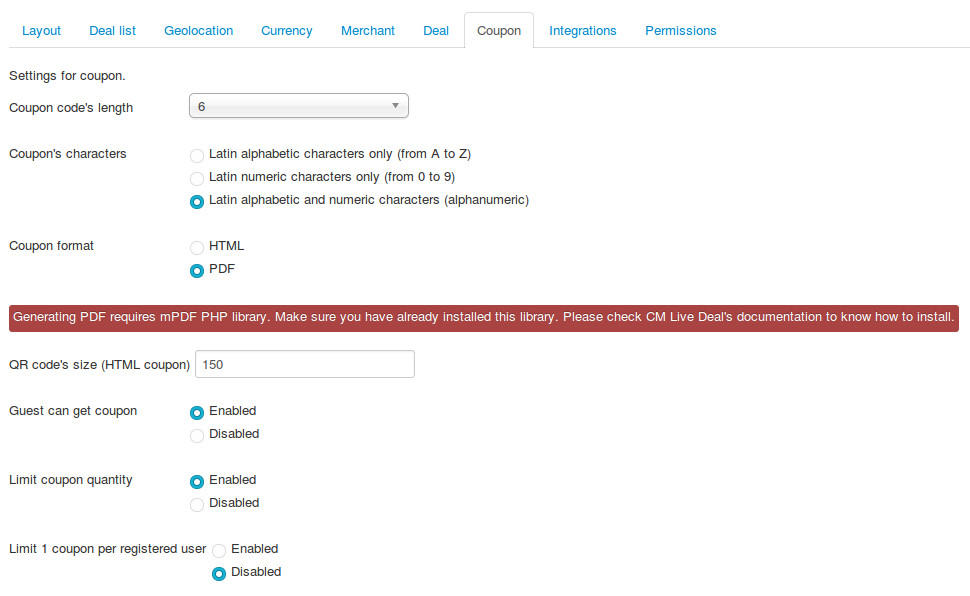 Layout Deal list Geolocation Currency Merchant Deal Coupon Integrations Permissions
Settings for coupon.
Coupon code's length 6
Coupon's characters Latin alphabetic characters only (from A to Z)
Latin numeric characters only (from 0 to 9)
Latin alphabetic and numeric characters (alphanumeric)
Coupon format HTML
PDF
Generating PDF requires mPDF PHP library. Make sure you have already installed this library. Please check CM Live Deal's documentation to know how to install.
QR code's size (HTML coupon) 150
Guest can get coupon Enabled
Disabled
Limit coupon quantity Enabled
Disabled
Limit 1 coupon per registered user Enabled
Disabled